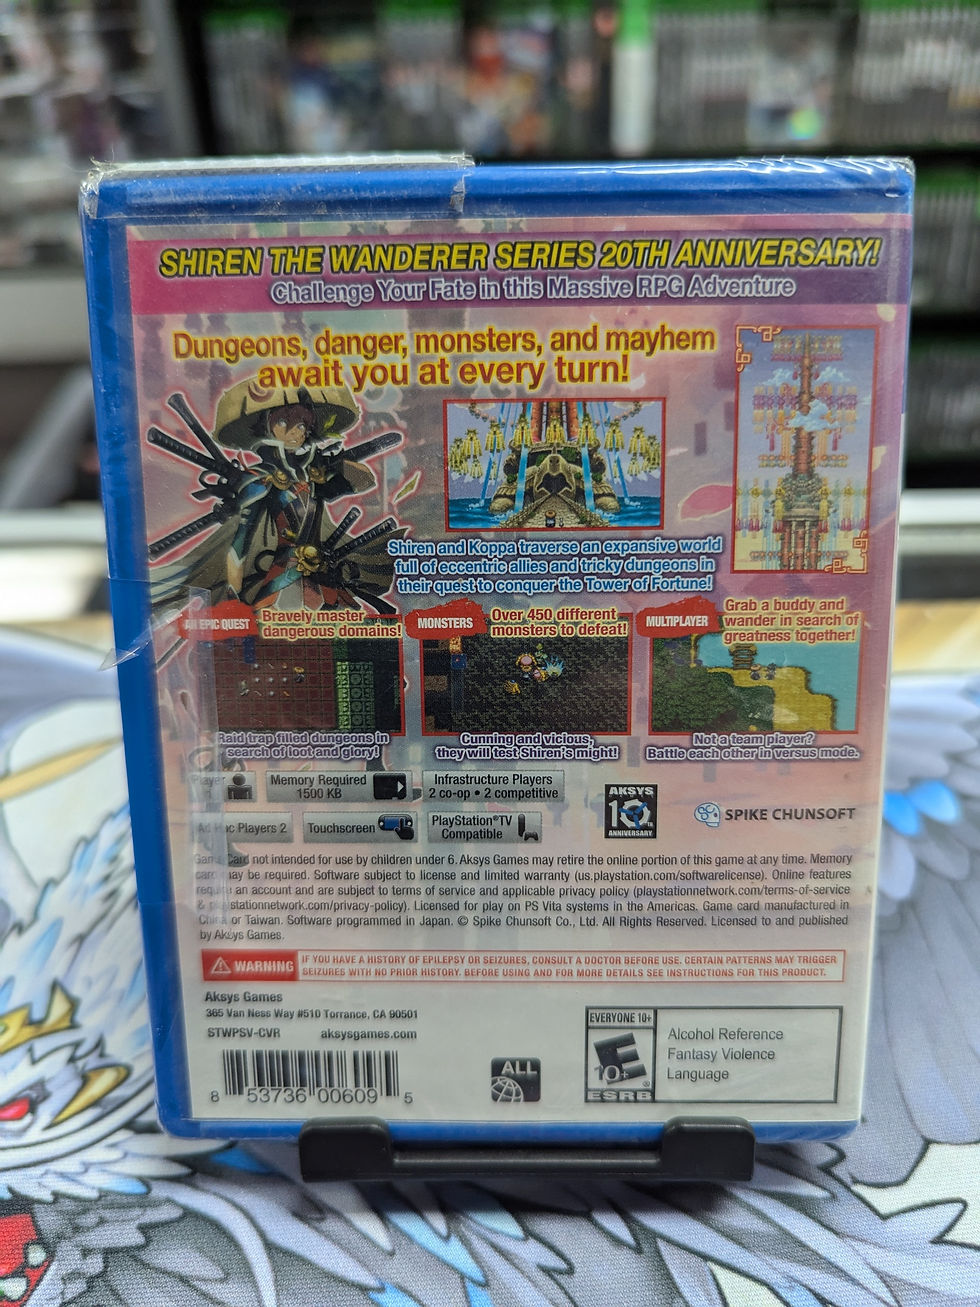 SHIREN THE WANDERER SERIES 20TH ANNIVERSARY!
Challenge Your Fate in this Massive RPG Adventure
Dungeons, danger, monsters, and mayhem
await you at every turn!
Shiren and Koppa traverse an expansive world
full of eccentric allies and tricky dungeons in
their quest to conquer the Tower of Fortune!
AN EPIC QUEST
Bravely master
dangerous domains!
Raid trap filled dungeons in
search of loot and glory!
MONSTERS
Over 450 different
monsters to defeat!
Cunning and vicious,
they will test Shiren's might!
MULTIPLAYER
Grab a buddy and
wander in search of
greatness together!
Not a team player?
Battle each other in versus mode.
Player
Memory Required
1500 KB
Infrastructure Players
2 co-op • 2 competitive
Ad Hoc Players 2
Touchscreen
PlayStation®TV
Compatible
AKSYS
10TH
ANNIVERSARY
SPIKE CHUNSOFT
Game Card not intended for use by children under 6. Aksys Games may retire the online portion of this game at any time. Memory
card may be required. Software subject to license and limited warranty (us.playstation.com/softwarelicense). Online features
require an account and are subject to terms of service and applicable privacy policy (playstationnetwork.com/terms-of-service
& playstationnetwork.com/privacy-policy). Licensed for play on PS Vita systems in the Americas. Game card manufactured in
China or Taiwan. Software programmed in Japan. © Spike Chunsoft Co., Ltd. All Rights Reserved. Licensed to and published
by Aksys Games.
WARNING
IF YOU HAVE A HISTORY OF EPILEPSY OR SEIZURES, CONSULT A DOCTOR BEFORE USE. CERTAIN PATTERNS MAY TRIGGER
SEIZURES WITH NO PRIOR HISTORY. BEFORE USING AND FOR MORE DETAILS SEE INSTRUCTIONS FOR THIS PRODUCT.
Aksys Games
365 Van Ness Way #510 Torrance, CA 90501
STWPSV-CVR aksysgames.com
8 53736 00609 5
ALL
EVERYONE 10+
E
10+
®
ESRB
Alcohol Reference
Fantasy Violence
Language